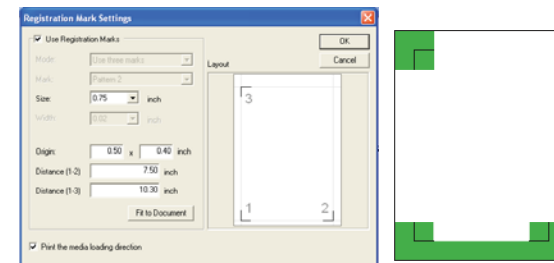 Registration Mark Settings
Use Registration Marks
Mode: Use three marks
Mark: Pattern 2
Size: 0.75 inch
Width: 0.02 inch
Origin: 0.50 x 0.40 inch
Distance (1-2) 7.50 inch
Distance (1-3) 10.30 inch
Fit to Document
Print the media loading direction
Layout
OK
Cancel
3
1 2